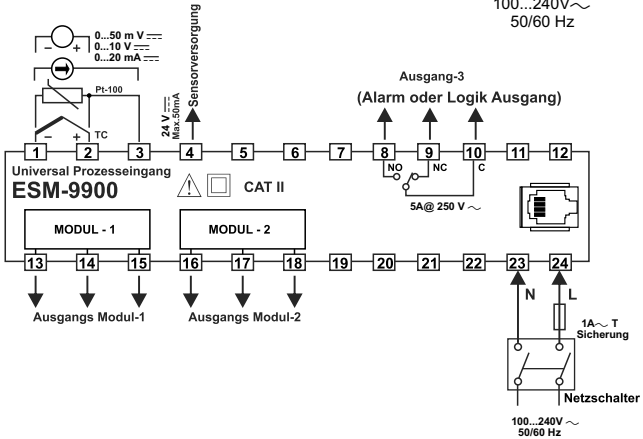 100...240V～
50/60 Hz
0...50 m V
0...10 V
0...20 mA
Pt-100
TC
24 V
Max.50mA
Sensorversorgung
Ausgang-3
(Alarm oder Logik Ausgang)
1 2 3 4 5 6 7 8 9 10 11 12
Universal Prozesseingang
ESM-9900
CAT II
NO NC C
5A@ 250 V ～
MODUL - 1
MODUL - 2
13 14 15 16 17 18 19 20 21 22 23 24
Ausgangs Modul-1
Ausgangs Modul-2
N L
1A～ T
Sicherung
Netzschalter
100...240V ～
50/60 Hz